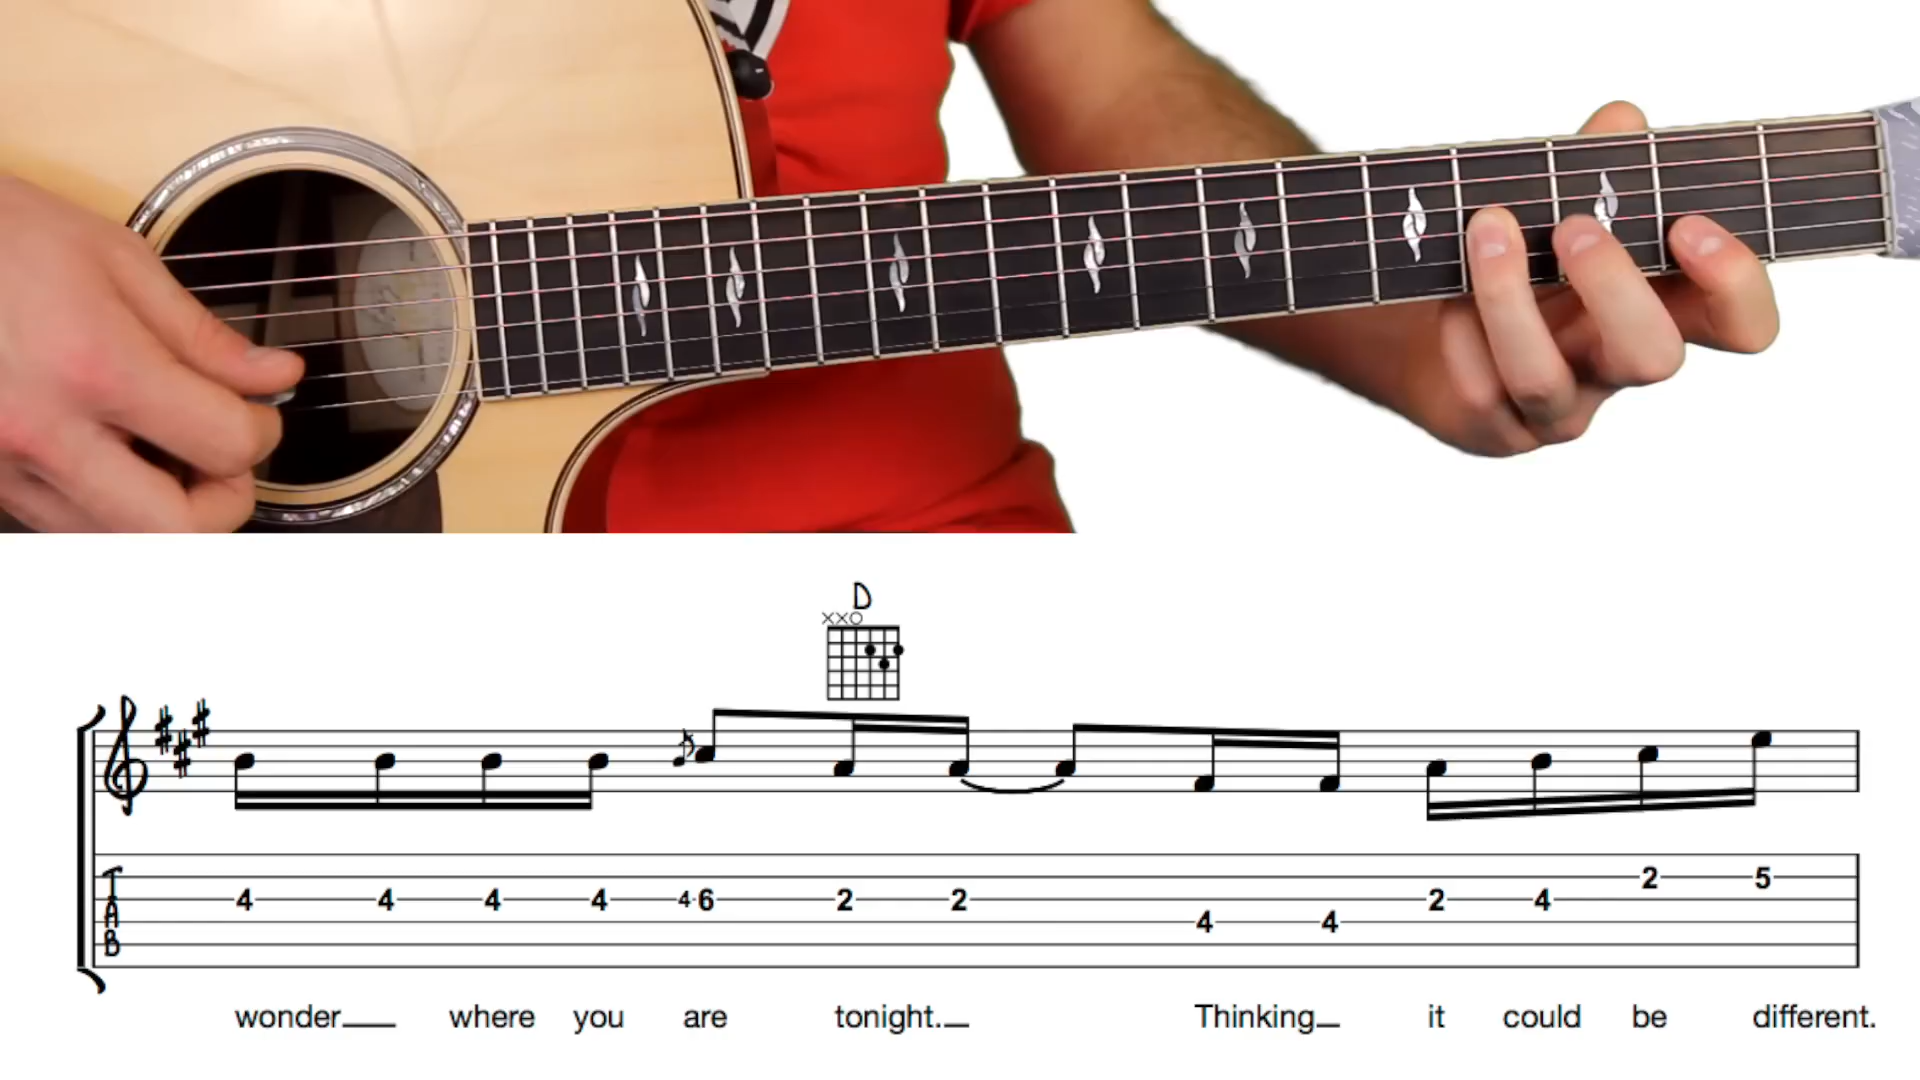 D
××○
4 4 4 4 4·6 2 2 4 4 2 4 2 5
T
A
B
wonder where you are tonight. Thinking it could be different.